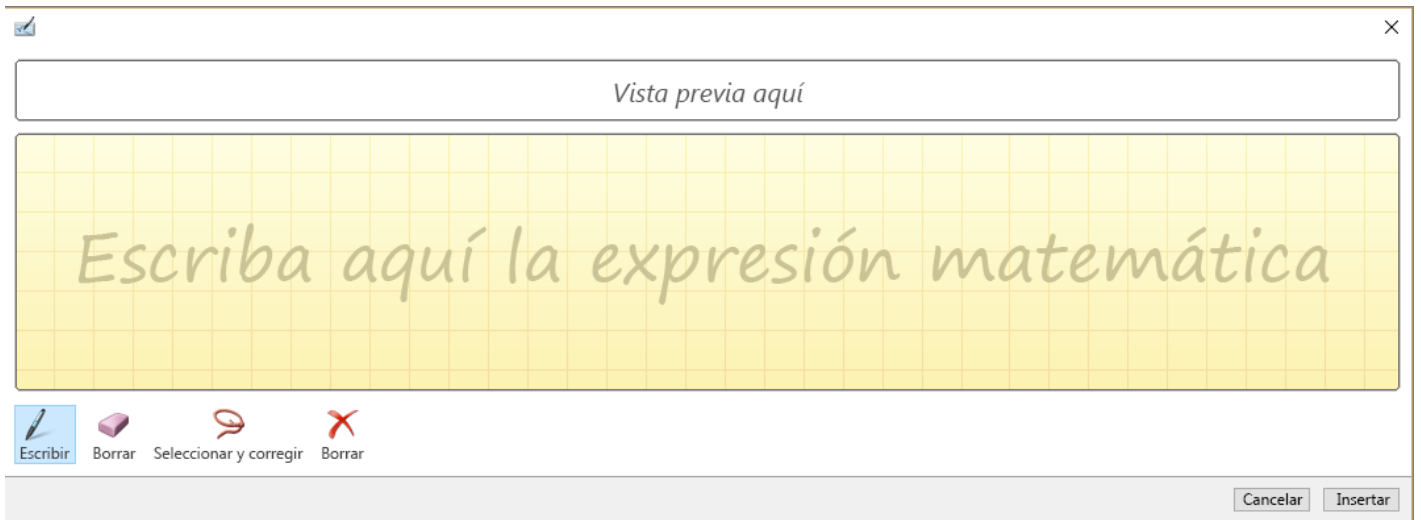 Vista previa aquí
Escriba aquí la expresión matemática
Escribir Borrar Seleccionar y corregir Borrar
Cancelar Insertar